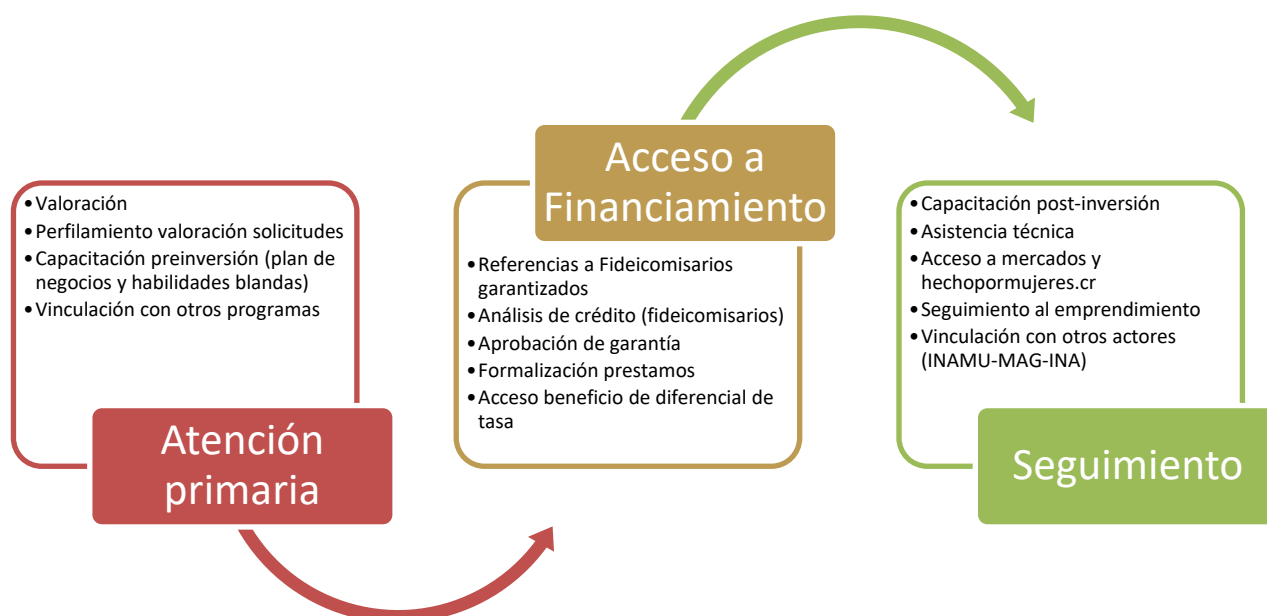 •Valoración
•Perfilamiento valoración solicitudes
•Capacitación preinversión (plan de
negocios y habilidades blandas)
•Vinculación con otros programas
Atención
primaria
Acceso a
Financiamiento
•Referencias a Fideicomisarios
garantizados
•Análisis de crédito (fideicomisarios)
•Aprobación de garantía
•Formalización prestamos
•Acceso beneficio de diferencial de
tasa
•Capacitación post-inversión
•Asistencia técnica
•Acceso a mercados y
hechopormujeres.cr
•Seguimiento al emprendimiento
•Vinculación con otros actores
(INAMU-MAG-INA)
Seguimiento